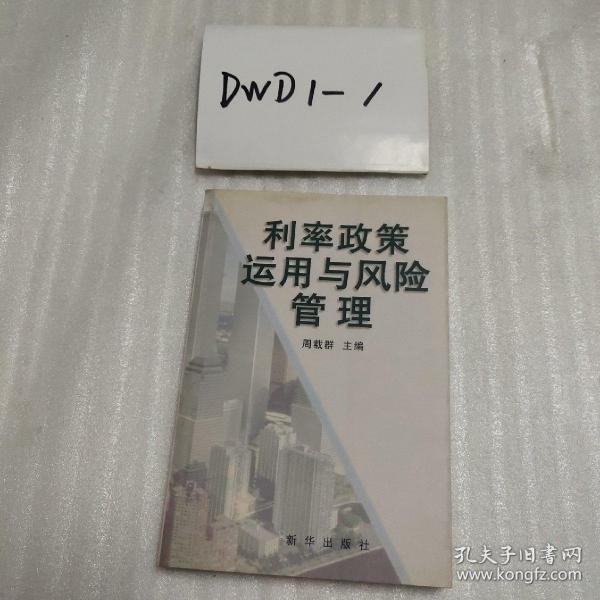 DWD1-1
利率政策
运用与风险
管理
周载群 主编
新华出版社
孔夫子旧书网
www.kongfz.com